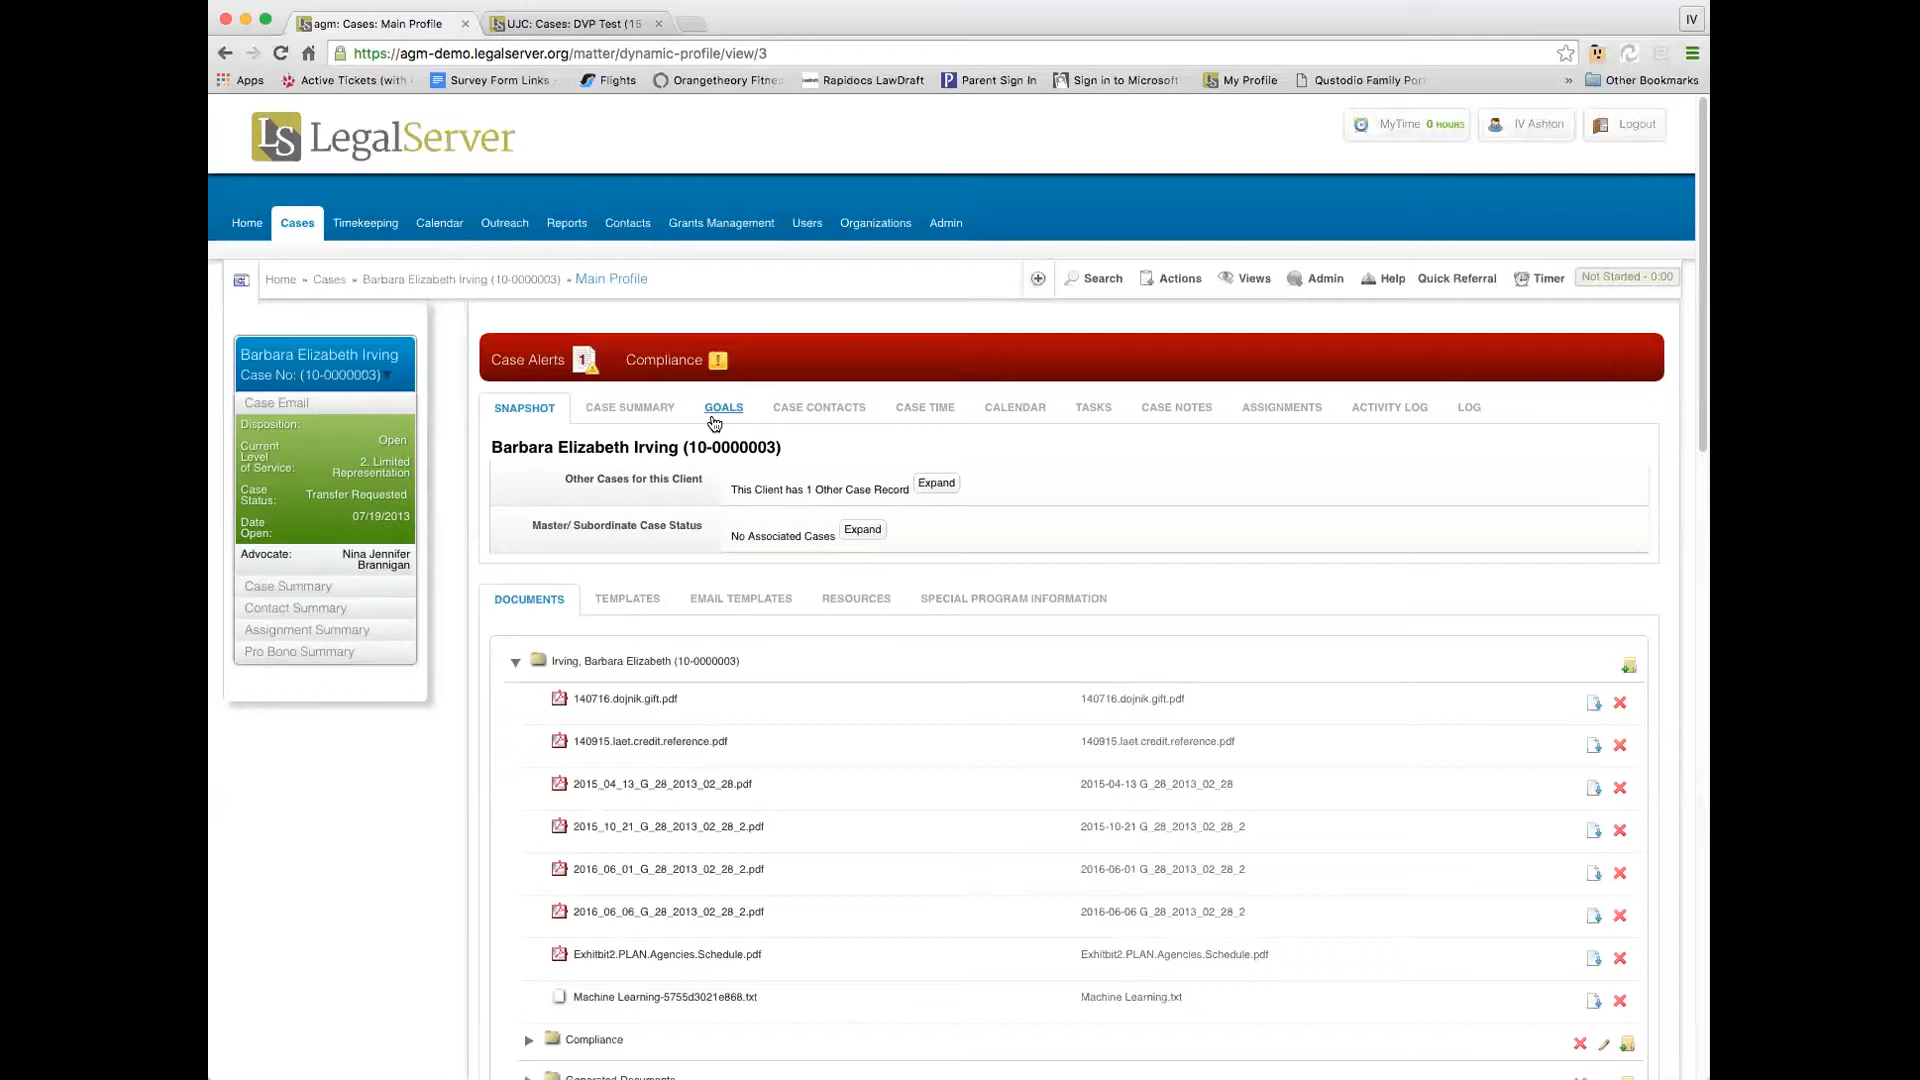 agm: Cases: Main Profile
UJC: Cases: DVP Test (15
IV
https://agm-demo.legalserver.org/matter/dynamic-profile/view/3
Apps
Active Tickets (with
Survey Form Links
Flights
Orangetheory Fitne
Rapidocs LawDraft
Parent Sign In
Sign in to Microsoft
My Profile
Qustodio Family Por
»
Other Bookmarks
LS LegalServer
MyTime 0 HOURS
IV Ashton
Logout
Home Cases Timekeeping Calendar Outreach Reports Contacts Grants Management Users Organizations Admin
Home » Cases » Barbara Elizabeth Irving (10-0000003) » Main Profile
Search Actions Views Admin Help Quick Referral Timer Not Started - 0:00
Barbara Elizabeth Irving
Case No: (10-0000003)
Case Email
Disposition: Open
Current Level of Service: 2. Limited Representation
Case Status: Transfer Requested
Date Open: 07/19/2013
Advocate: Nina Jennifer Brannigan
Case Summary
Contact Summary
Assignment Summary
Pro Bono Summary
Case Alerts 1 Compliance !
SNAPSHOT CASE SUMMARY GOALS CASE CONTACTS CASE TIME CALENDAR TASKS CASE NOTES ASSIGNMENTS ACTIVITY LOG LOG
Barbara Elizabeth Irving (10-0000003)
Other Cases for this Client This Client has 1 Other Case Record Expand
Master/ Subordinate Case Status No Associated Cases Expand
DOCUMENTS TEMPLATES EMAIL TEMPLATES RESOURCES SPECIAL PROGRAM INFORMATION
Irving, Barbara Elizabeth (10-0000003)
140716.dojnik.gift.pdf 140716.dojnik.gift.pdf
140915.laet.credit.reference.pdf 140915.laet.credit.reference.pdf
2015_04_13_G_28_2013_02_28.pdf 2015-04-13 G_28_2013_02_28
2015_10_21_G_28_2013_02_28_2.pdf 2015-10-21 G_28_2013_02_28_2
2016_06_01_G_28_2013_02_28_2.pdf 2016-06-01 G_28_2013_02_28_2
2016_06_06_G_28_2013_02_28_2.pdf 2016-06-06 G_28_2013_02_28_2
Exhitbit2.PLAN.Agencies.Schedule.pdf Exhitbit2.PLAN.Agencies.Schedule.pdf
Machine Learning-5755d3021e868.txt Machine Learning.txt
Compliance
Generated Documents